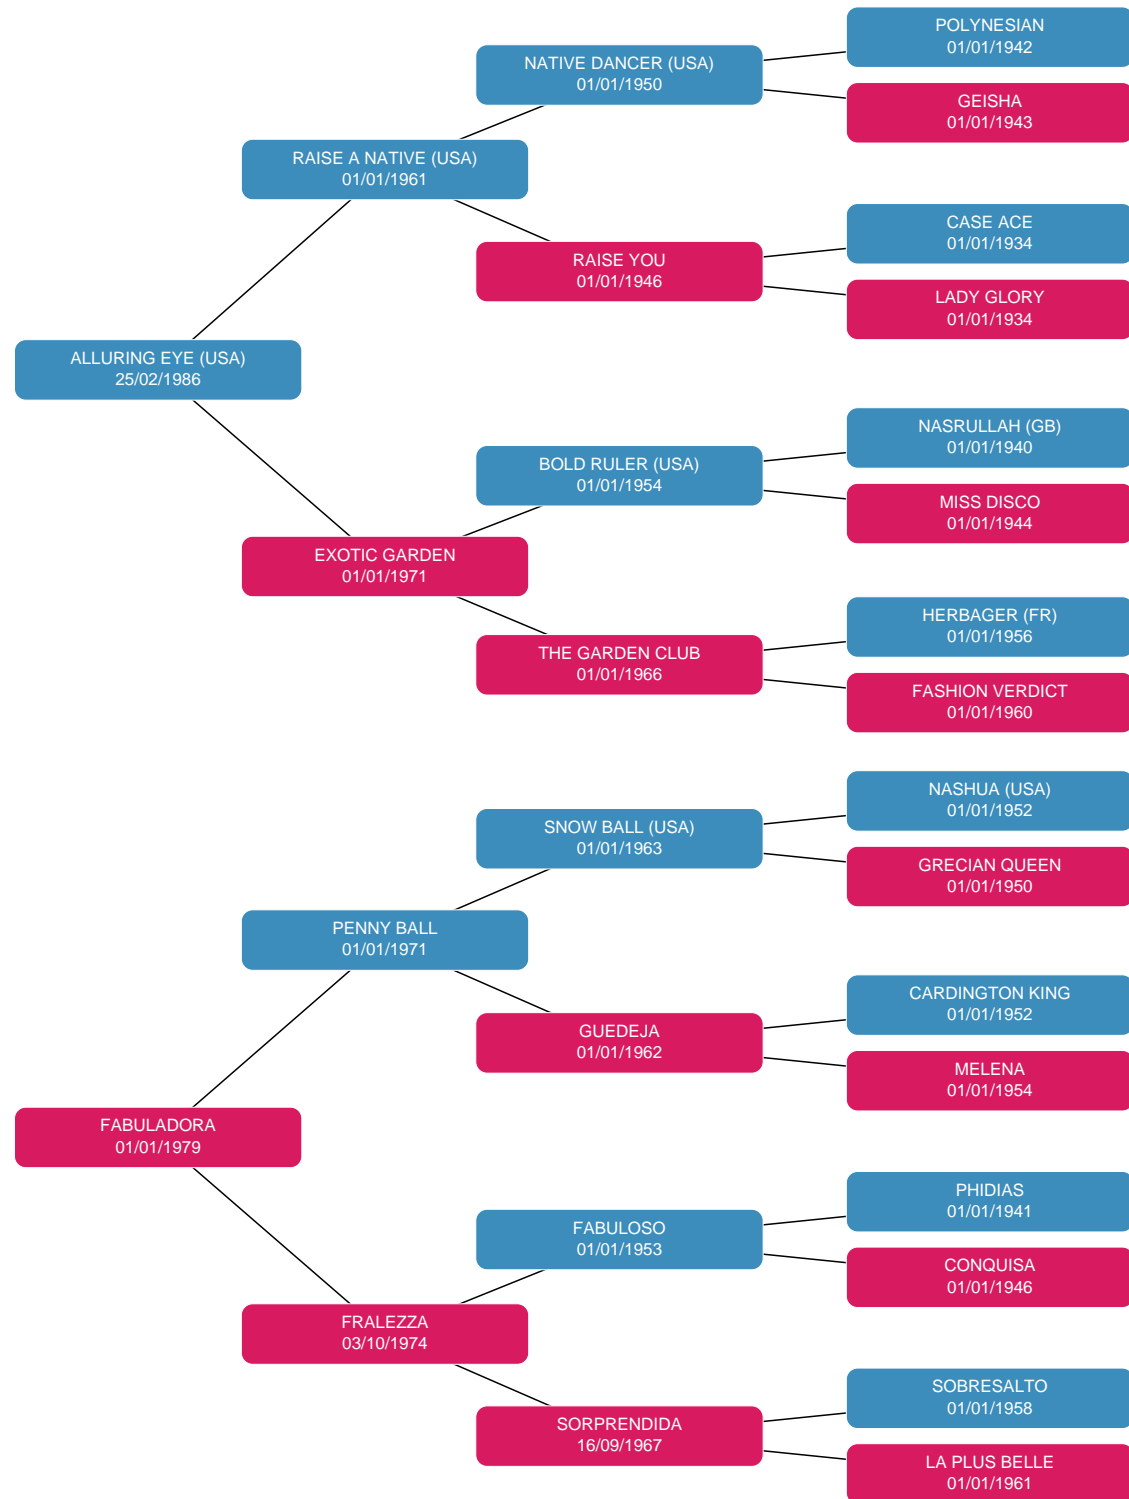 POLYNESIAN
01/01/1942
NATIVE DANCER (USA)
01/01/1950
GEISHA
01/01/1943
RAISE A NATIVE (USA)
01/01/1961
CASE ACE
01/01/1934
RAISE YOU
01/01/1946
LADY GLORY
01/01/1934
ALLURING EYE (USA)
25/02/1986
NASRULLAH (GB)
01/01/1940
BOLD RULER (USA)
01/01/1954
MISS DISCO
01/01/1944
EXOTIC GARDEN
01/01/1971
HERBAGER (FR)
01/01/1956
THE GARDEN CLUB
01/01/1966
FASHION VERDICT
01/01/1960
NASHUA (USA)
01/01/1952
SNOW BALL (USA)
01/01/1963
GRECIAN QUEEN
01/01/1950
PENNY BALL
01/01/1971
CARDINGTON KING
01/01/1952
GUEDEJA
01/01/1962
MELENA
01/01/1954
FABULADORA
01/01/1979
PHIDIAS
01/01/1941
FABULOSO
01/01/1953
CONQUISA
01/01/1946
FRALEZZA
03/10/1974
SOBRESALTO
01/01/1958
SORPRENDIDA
16/09/1967
LA PLUS BELLE
01/01/1961